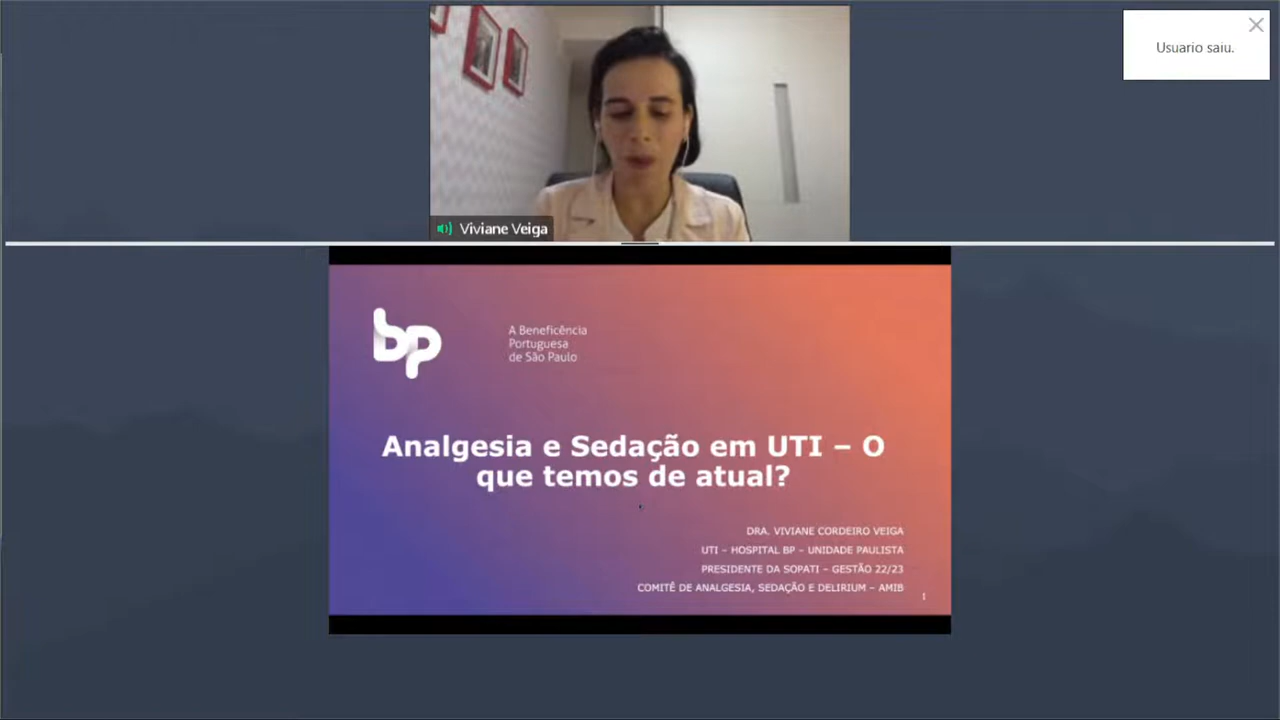 Usuario saiu.
Viviane Veiga
bp
A Beneficência
Portuguesa
de São Paulo
Analgesia e Sedação em UTI – O
que temos de atual?
DRA. VIVIANE CORDEIRO VEIGA
UTI – HOSPITAL BP – UNIDADE PAULISTA
PRESIDENTE DA SOPATI – GESTÃO 22/23
COMITÊ DE ANALGESIA, SEDAÇÃO E DELIRIUM – AMIB
1